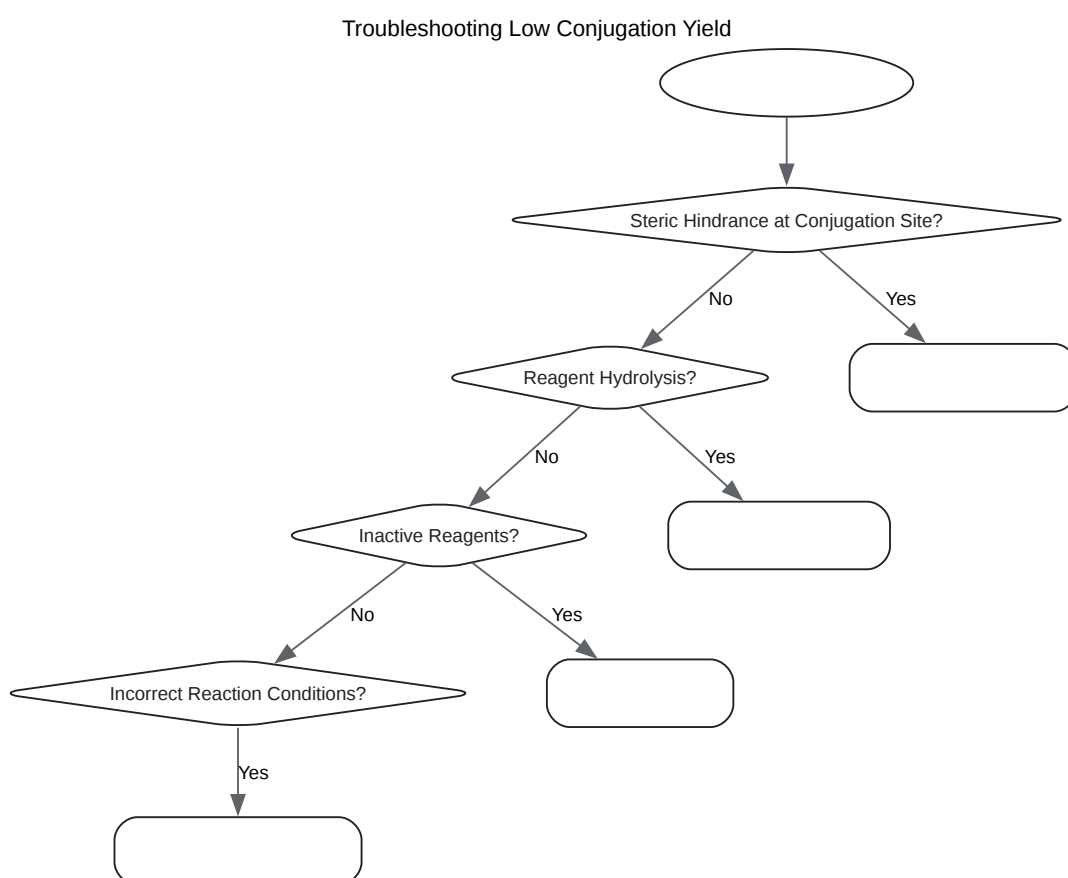 Troubleshooting Low Conjugation Yield
Steric Hindrance at Conjugation Site?
No
Yes
Reagent Hydrolysis?
No
Yes
Inactive Reagents?
No
Yes
Incorrect Reaction Conditions?
Yes